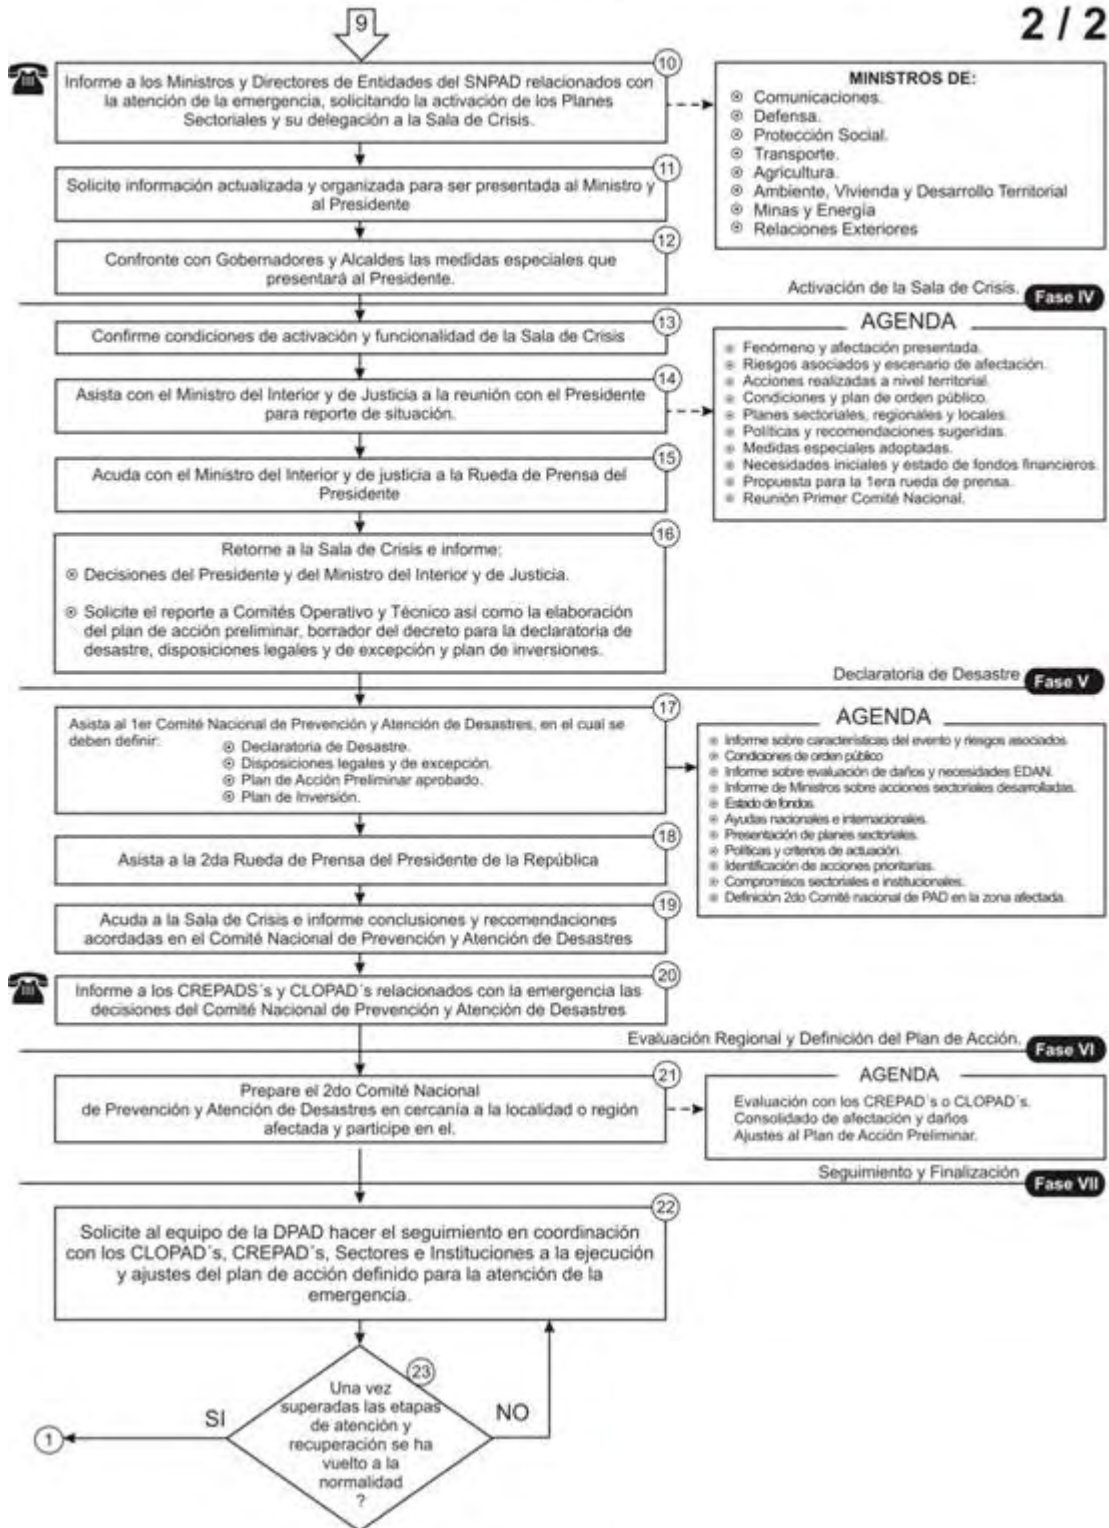 2 / 2
9
10
Informe a los Ministros y Directores de Entidades del SNPAD relacionados con
la atención de la emergencia, solicitando la activación de los Planes
Sectoriales y su delegación a la Sala de Crisis.
MINISTROS DE:
Comunicaciones.
Defensa.
Protección Social.
Transporte.
Agricultura.
Ambiente, Vivienda y Desarrollo Territorial
Minas y Energía
Relaciones Exteriores
11
Solicite información actualizada y organizada para ser presentada al Ministro y
al Presidente
12
Confronte con Gobernadores y Alcaldes las medidas especiales que
presentará al Presidente.
Activación de la Sala de Crisis.
Fase IV
13
Confirme condiciones de activación y funcionalidad de la Sala de Crisis
14
Asista con el Ministro del Interior y de Justicia a la reunión con el Presidente
para reporte de situación.
AGENDA
Fenómeno y afectación presentada.
Riesgos asociados y escenario de afectación.
Acciones realizadas a nivel territorial.
Condiciones y plan de orden público.
Planes sectoriales, regionales y locales.
Políticas y recomendaciones sugeridas.
Medidas especiales adoptadas.
Necesidades iniciales y estado de fondos financieros.
Propuesta para la 1era rueda de prensa.
Reunión Primer Comité Nacional.
15
Acuda con el Ministro del Interior y de justicia a la Rueda de Prensa del
Presidente
16
Retorne a la Sala de Crisis e informe:
Decisiones del Presidente y del Ministro del Interior y de Justicia.
Solicite el reporte a Comités Operativo y Técnico así como la elaboración
del plan de acción preliminar, borrador del decreto para la declaratoria de
desastre, disposiciones legales y de excepción y plan de inversiones.
Declaratoria de Desastre
Fase V
17
Asista al 1er Comité Nacional de Prevención y Atención de Desastres, en el cual se
deben definir:
Declaratoria de Desastre.
Disposiciones legales y de excepción.
Plan de Acción Preliminar aprobado.
Plan de Inversión.
AGENDA
Informe sobre características del evento y riesgos asociados
Condiciones de orden público
Informe sobre evaluación de daños y necesidades EDAN.
Informe de Ministros sobre acciones sectoriales desarrolladas.
Estado de fondos.
Ayudas nacionales e internacionales.
Presentación de planes sectoriales.
Políticas y criterios de actuación.
Identificación de acciones prioritarias.
Compromisos sectoriales e institucionales.
Definición 2do Comité nacional de PAD en la zona afectada.
18
Asista a la 2da Rueda de Prensa del Presidente de la República
19
Acuda a la Sala de Crisis e informe conclusiones y recomendaciones
acordadas en el Comité Nacional de Prevención y Atención de Desastres
20
Informe a los CREPADS´s y CLOPAD´s relacionados con la emergencia las
decisiones del Comité Nacional de Prevención y Atención de Desastres
Evaluación Regional y Definición del Plan de Acción.
Fase VI
21
Prepare el 2do Comité Nacional
de Prevención y Atención de Desastres en cercanía a la localidad o región
afectada y participe en el.
AGENDA
Evaluación con los CREPAD´s o CLOPAD´s.
Consolidado de afectación y daños
Ajustes al Plan de Acción Preliminar.
Seguimiento y Finalización
Fase VII
22
Solicite al equipo de la DPAD hacer el seguimiento en coordinación
con los CLOPAD´s, CREPAD´s, Sectores e Instituciones a la ejecución
y ajustes del plan de acción definido para la atención de la
emergencia.
23
Una vez
superadas las etapas
de atención y
recuperación se ha
vuelto a la
normalidad
?
SI
NO
1